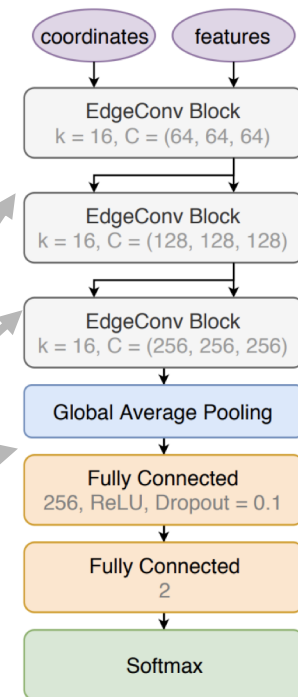 coordinates features
EdgeConv Block
k = 16, C = (64, 64, 64)
EdgeConv Block
k = 16, C = (128, 128, 128)
EdgeConv Block
k = 16, C = (256, 256, 256)
Global Average Pooling
Fully Connected
256, ReLU, Dropout = 0.1
Fully Connected
2
Softmax